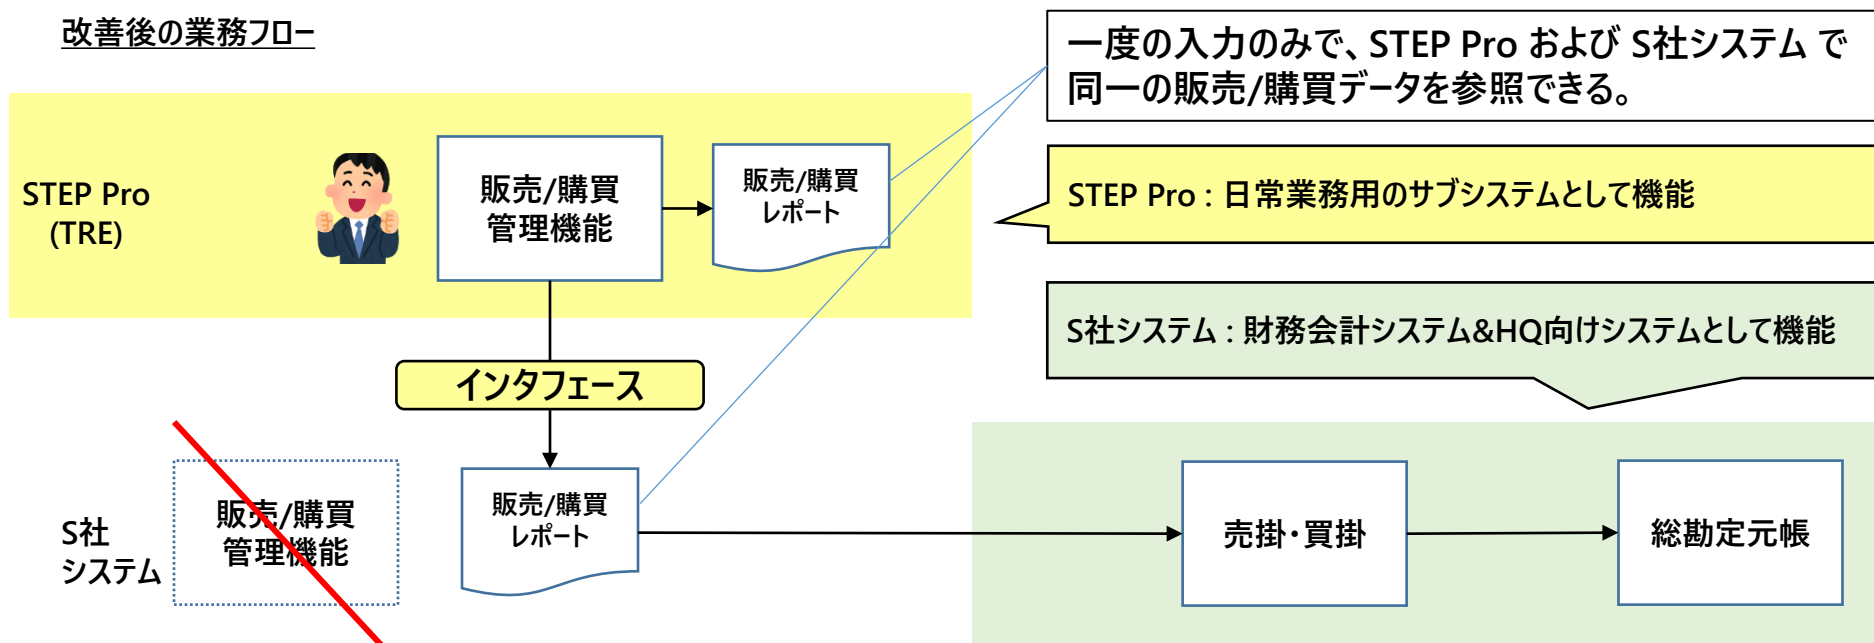 改善後の業務フロー
一度の入力のみで、STEP Pro および S社システム で
同一の販売/購買データを参照できる。
STEP Pro
(TRE)
販売/購買
管理機能
販売/購買
レポート
STEP Pro : 日常業務用のサブシステムとして機能
S社システム : 財務会計システム&HQ向けシステムとして機能
インタフェース
S社
システム
販売/購買
管理機能
販売/購買
レポート
売掛・買掛
総勘定元帳